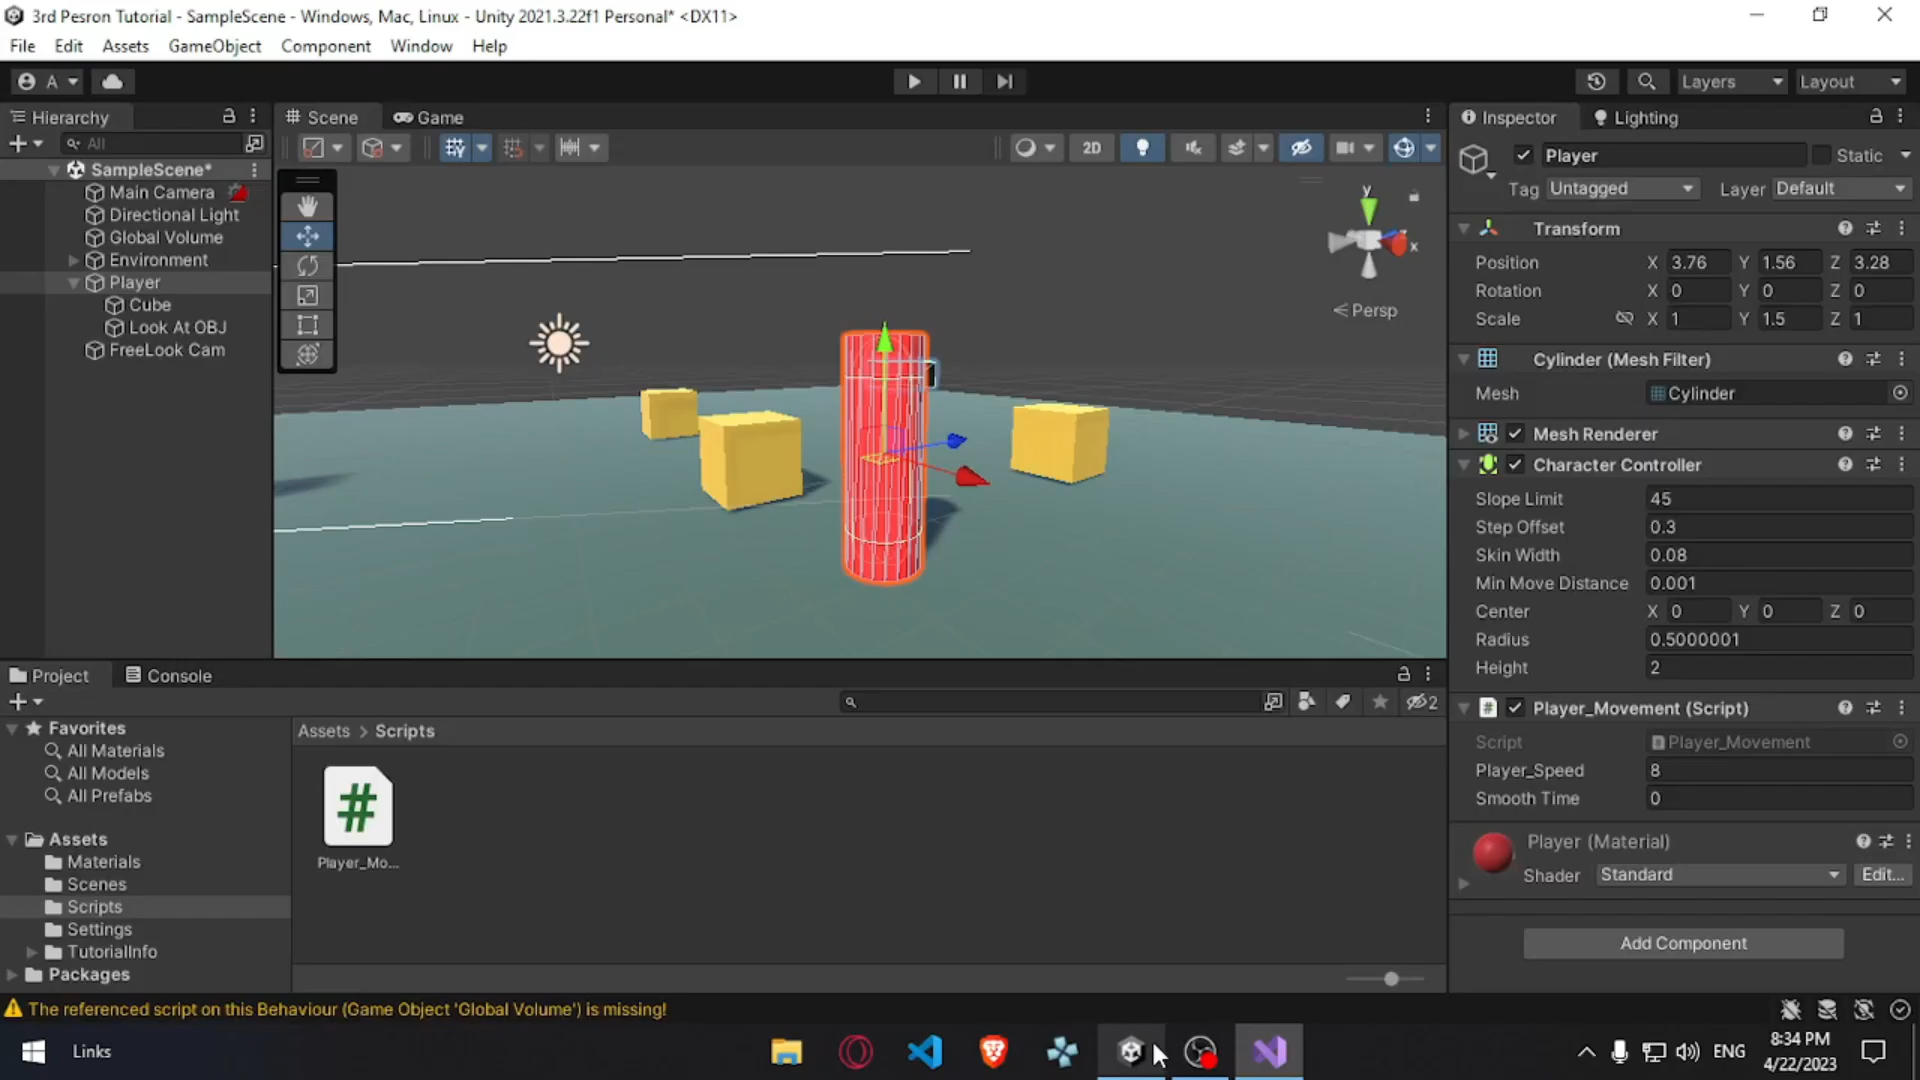 3rd Pesron Tutorial - SampleScene - Windows, Mac, Linux - Unity 2021.3.22f1 Personal* <DX11>
File Edit Assets GameObject Component Window Help
A Layers Layout
Hierarchy
All
SampleScene*
Main Camera
Directional Light
Global Volume
Environment
Player
Cube
Look At OBJ
FreeLook Cam
Scene Game
2D
y
x
Persp
Inspector Lighting
Player Static
Tag Untagged Layer Default
Transform
Position X 3.76 Y 1.56 Z 3.28
Rotation X 0 Y 0 Z 0
Scale X 1 Y 1.5 Z 1
Cylinder (Mesh Filter)
Mesh Cylinder
Mesh Renderer
Character Controller
Slope Limit 45
Step Offset 0.3
Skin Width 0.08
Min Move Distance 0.001
Center X 0 Y 0 Z 0
Radius 0.5000001
Height 2
Player_Movement (Script)
Script Player_Movement
Player_Speed 8
Smooth Time 0
Player (Material)
Shader Standard Edit...
Add Component
Project Console
2
Favorites
All Materials
All Models
All Prefabs
Assets
Materials
Scenes
Scripts
Settings
TutorialInfo
Packages
Assets > Scripts
#
Player_Mo...
The referenced script on this Behaviour (Game Object 'Global Volume') is missing!
Links
ENG
8:34 PM
4/22/2023